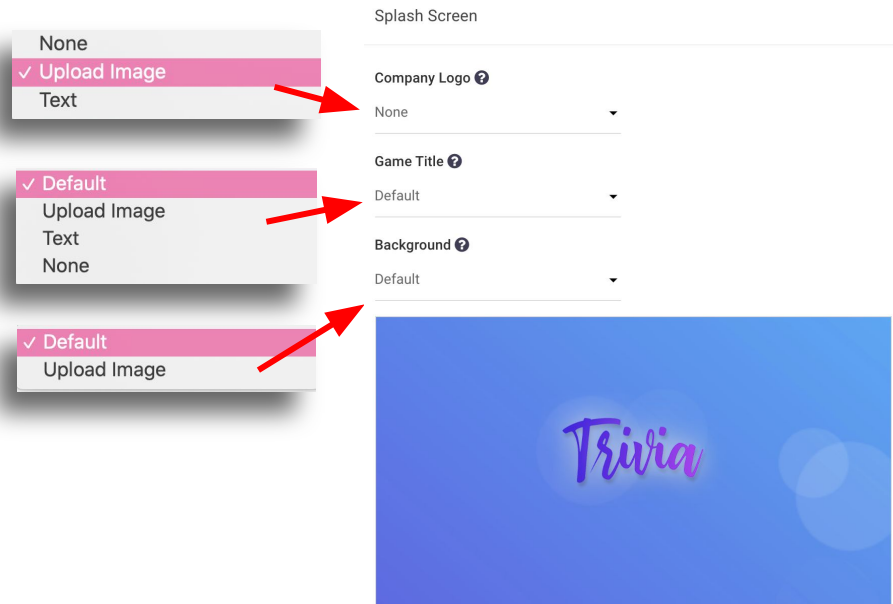 None
✓ Upload Image
Text
✓ Default
Upload Image
Text
None
✓ Default
Upload Image
Splash Screen
Company Logo
None
Game Title
Default
Background
Default
Trivia